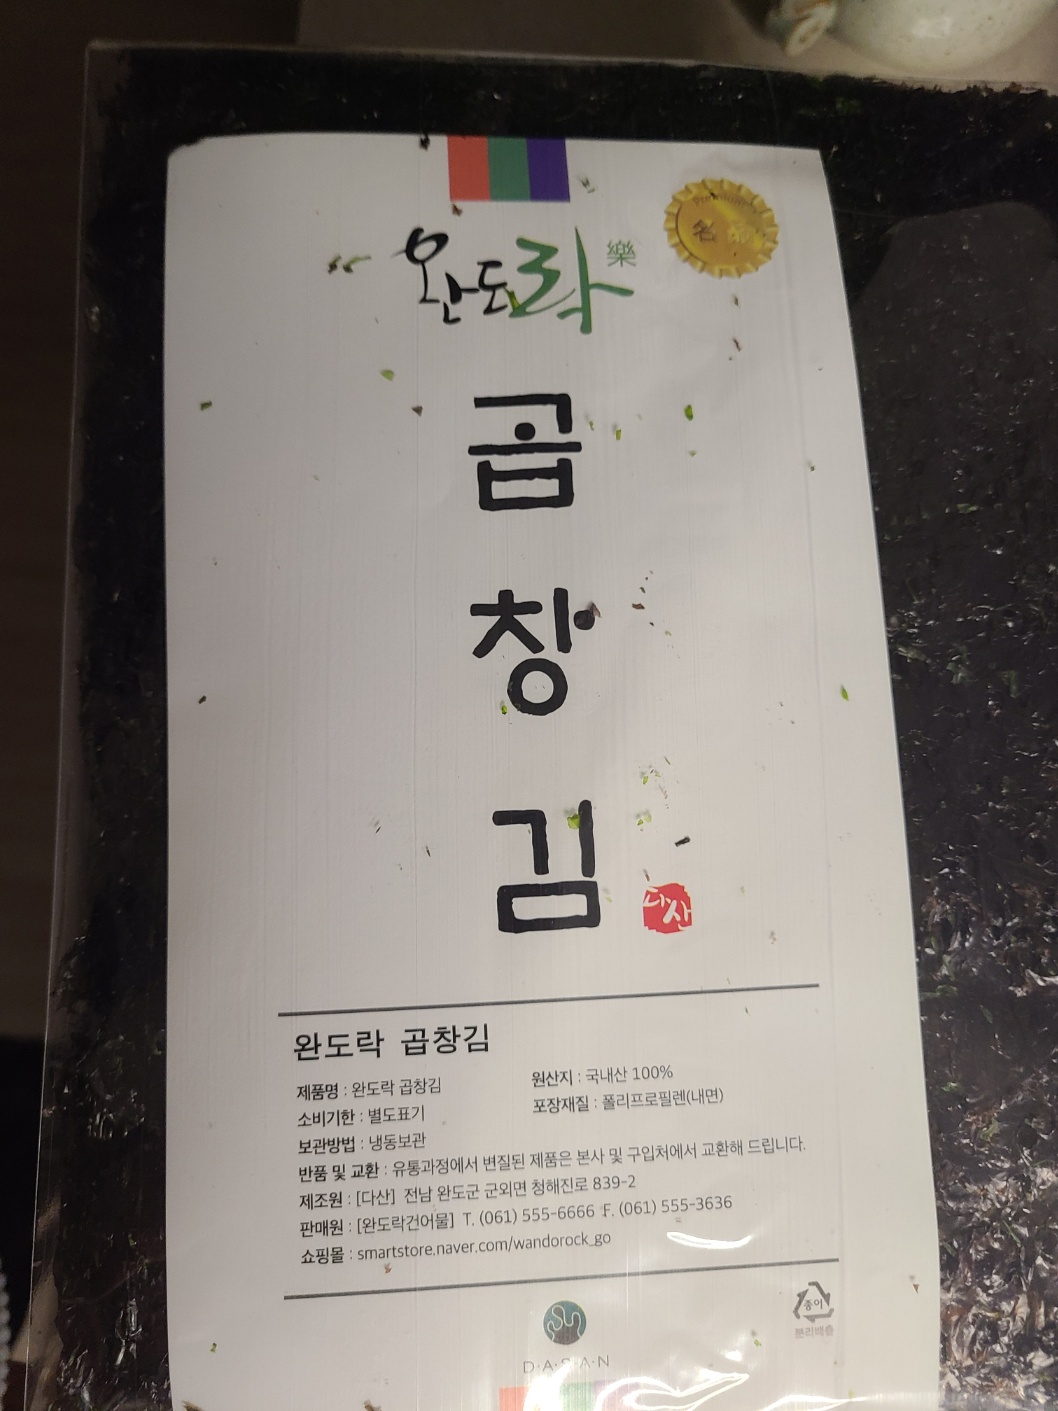 Premium
名품
완도락 樂
곱
창
김
다산
완도락 곱창김
제품명 : 완도락 곱창김
원산지 : 국내산 100%
소비기한 : 별도표기
포장재질 : 폴리프로필렌(내면)
보관방법 : 냉동보관
반품 및 교환 : 유통과정에서 변질된 제품은 본사 및 구입처에서 교환해 드립니다.
제조원 : [다산] 전남 완도군 군외면 청해진로 839-2
판매원 : [완도락건어물] T. (061) 555-6666 F. (061) 555-3636
쇼핑몰 : smartstore.naver.com/wandorock_go
종이
분리배출
D·A·S·A·N